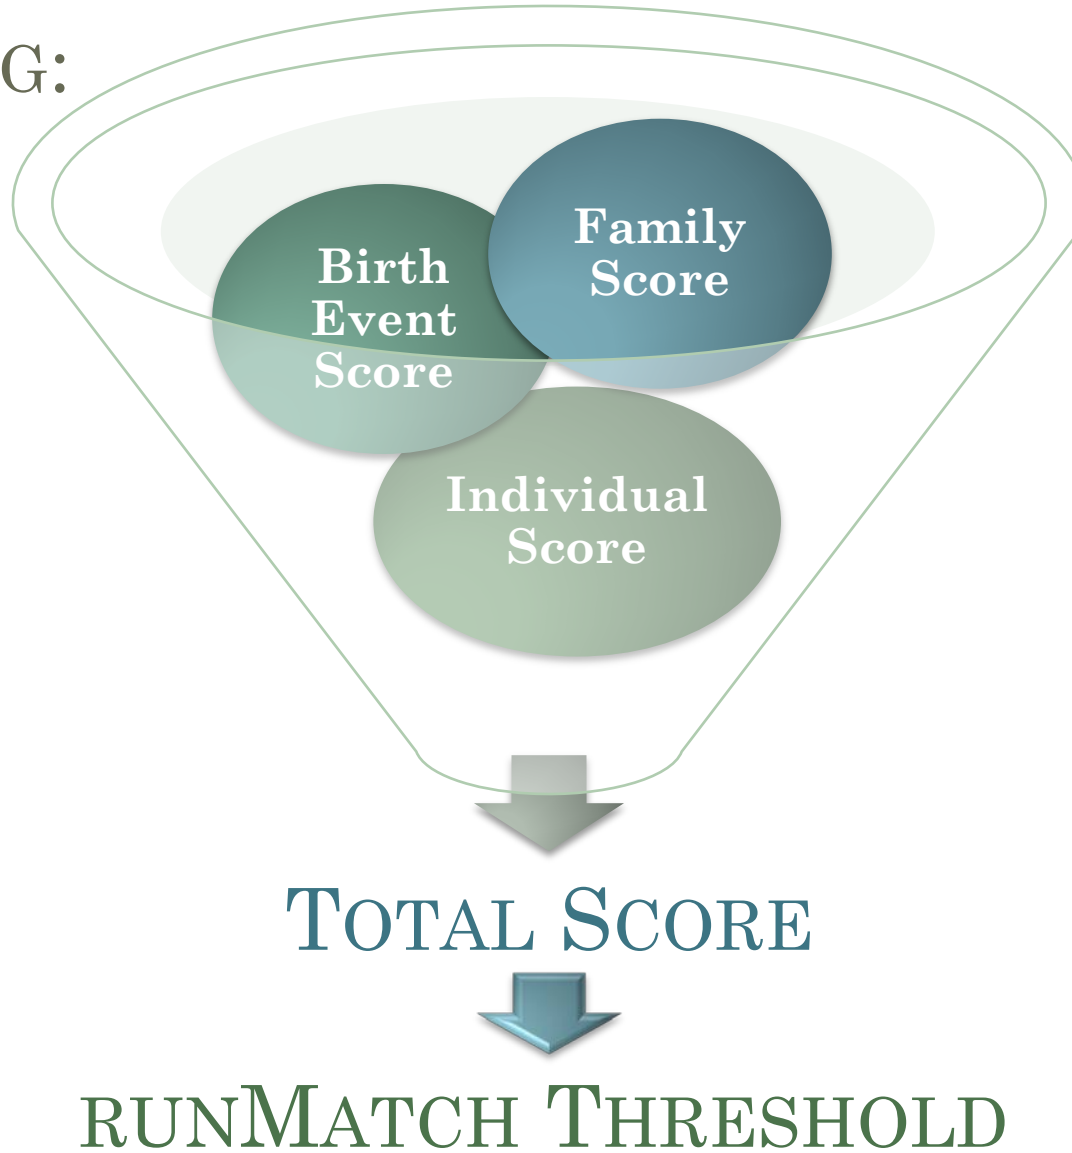 G:
Family
Score
Birth
Event
Score
Individual
Score
Total Score
runMatch Threshold